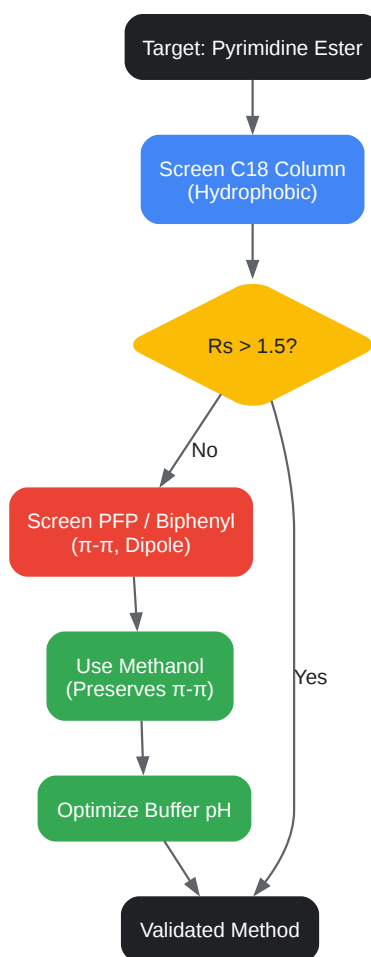 Target: Pyrimidine Ester
Screen C18 Column
(Hydrophobic)
Rs > 1.5?
No
Screen PFP / Biphenyl
(π-π, Dipole)
Use Methanol
(Preserves π-π)
Yes
Optimize Buffer pH
Validated Method